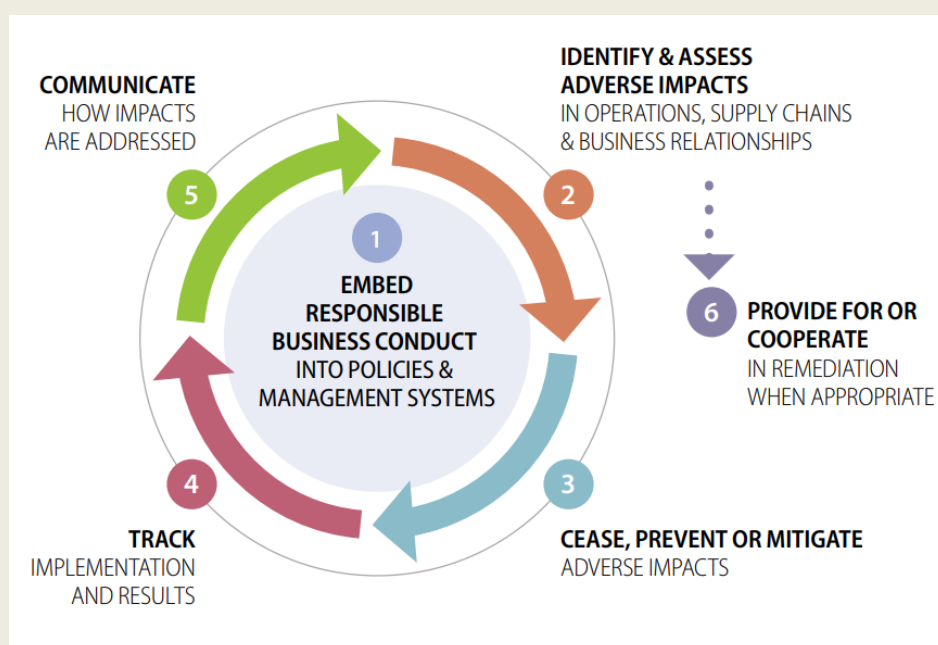 COMMUNICATE
HOW IMPACTS
ARE ADDRESSED
5
IDENTIFY & ASSESS
ADVERSE IMPACTS
IN OPERATIONS, SUPPLY CHAINS
& BUSINESS RELATIONSHIPS
2
1
EMBED
RESPONSIBLE
BUSINESS CONDUCT
INTO POLICIES &
MANAGEMENT SYSTEMS
6
PROVIDE FOR OR
COOPERATE
IN REMEDIATION
WHEN APPROPRIATE
4
TRACK
IMPLEMENTATION
AND RESULTS
3
CEASE, PREVENT OR MITIGATE
ADVERSE IMPACTS